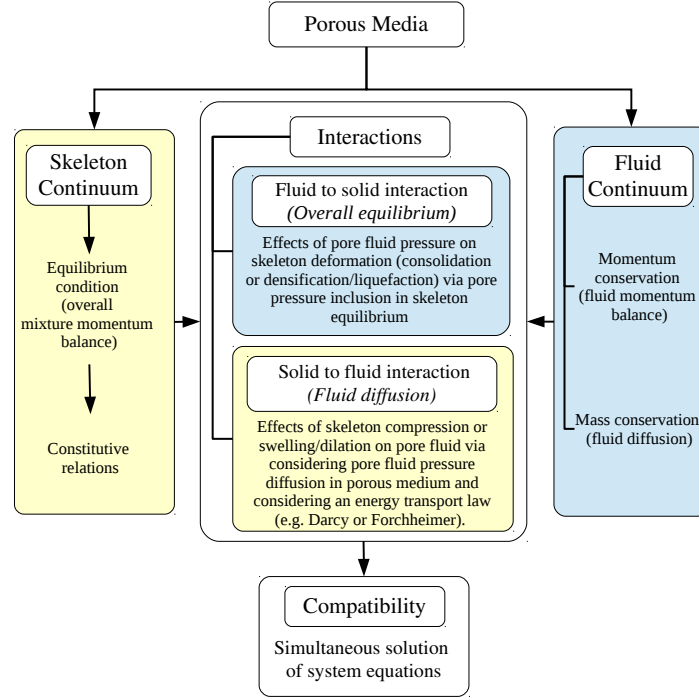 Porous Media
Skeleton
Continuum
Equilibrium
condition
(overall
mixture momentum
balance)
Constitutive
relations
Interactions
Fluid to solid interaction
(Overall equilibrium)
Effects of pore fluid pressure on
skeleton deformation (consolidation
or densification/liquefaction) via pore
pressure inclusion in skeleton
equilibrium
Solid to fluid interaction
(Fluid diffusion)
Effects of skeleton compression or
swelling/dilation on pore fluid via
considering pore fluid pressure
diffusion in porous medium and
considering an energy transport law
(e.g. Darcy or Forchheimer).
Fluid
Continuum
Momentum
conservation
(fluid momentum
balance)
Mass conservation
(fluid diffusion)
Compatibility
Simultaneous solution
of system equations